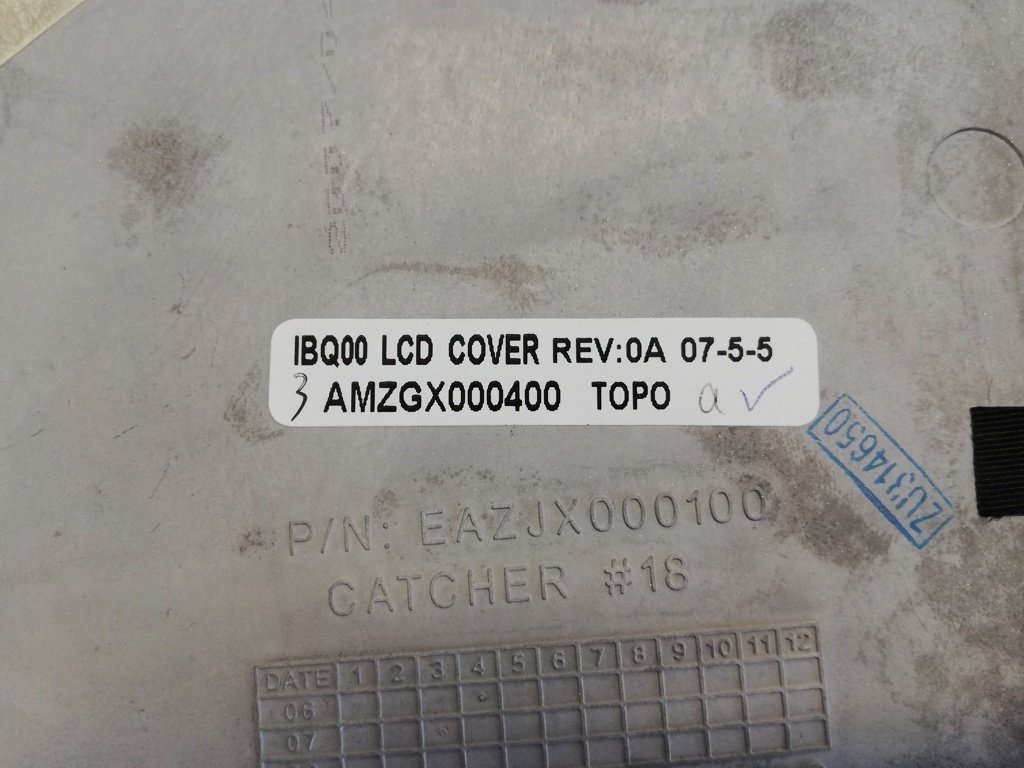 IBQ00 LCD COVER REV:0A 07-5-5
3 AMZGX000400 TOPO a
ZU3114650
P/N: EAZJX000100
CATCHER #18
DATE 1 2 3 4 5 6 7 8 9 10 11 12
06
07